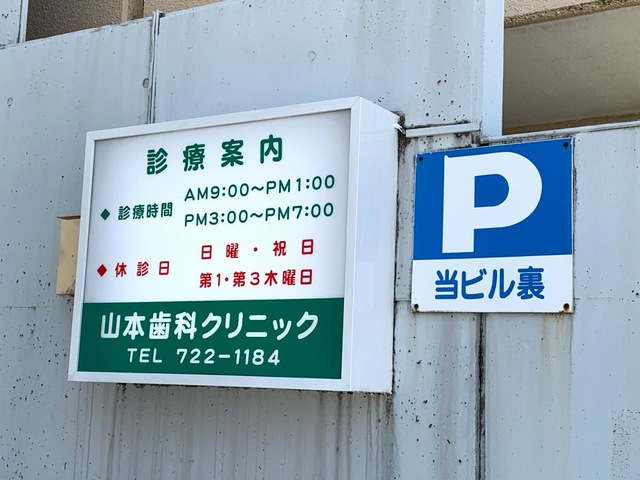 診療案内
◆ 診療時間 AM9:00〜PM1:00
PM3:00〜PM7:00
◆ 休診日 日曜・祝日
第1・第3木曜日
山本歯科クリニック
TEL 722-1184
P
当ビル裏